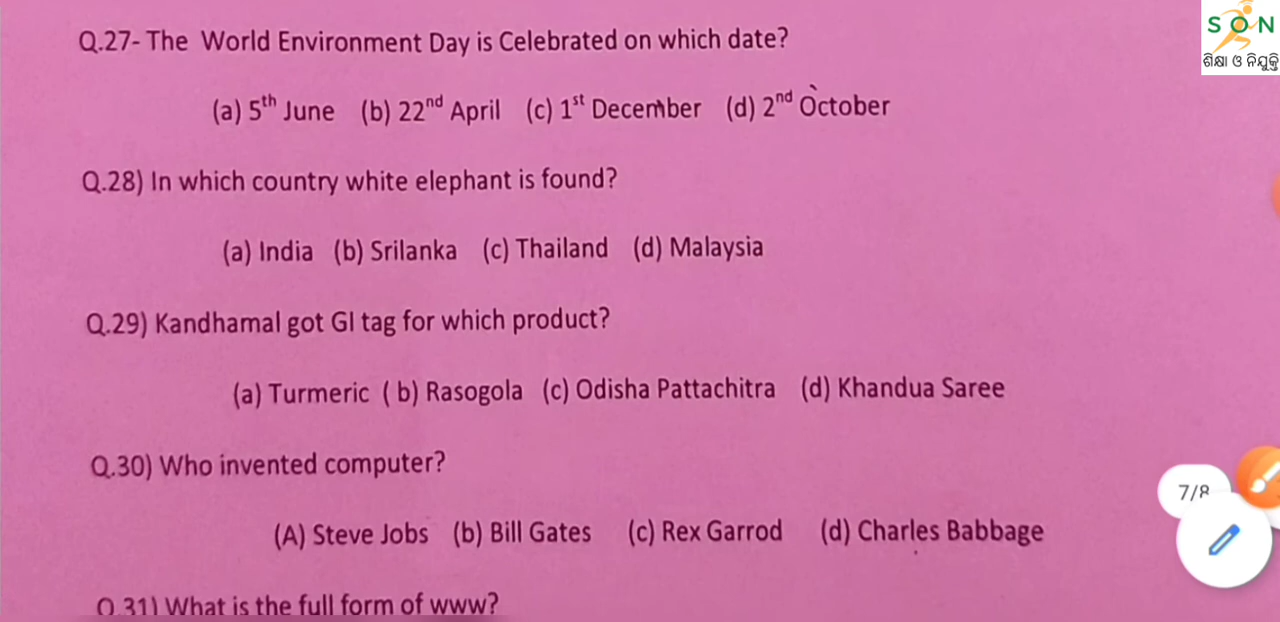 SON
ଶିକ୍ଷା ଓ ନିଯୁକ୍ତି
Q.27- The World Environment Day is Celebrated on which date?
(a) 5th June (b) 22nd April (c) 1st December (d) 2nd October
Q.28) In which country white elephant is found?
(a) India (b) Srilanka (c) Thailand (d) Malaysia
Q.29) Kandhamal got GI tag for which product?
(a) Turmeric ( b) Rasogola (c) Odisha Pattachitra (d) Khandua Saree
Q.30) Who invented computer?
(A) Steve Jobs (b) Bill Gates (c) Rex Garrod (d) Charles Babbage
7/8
Q.31) What is the full form of www?